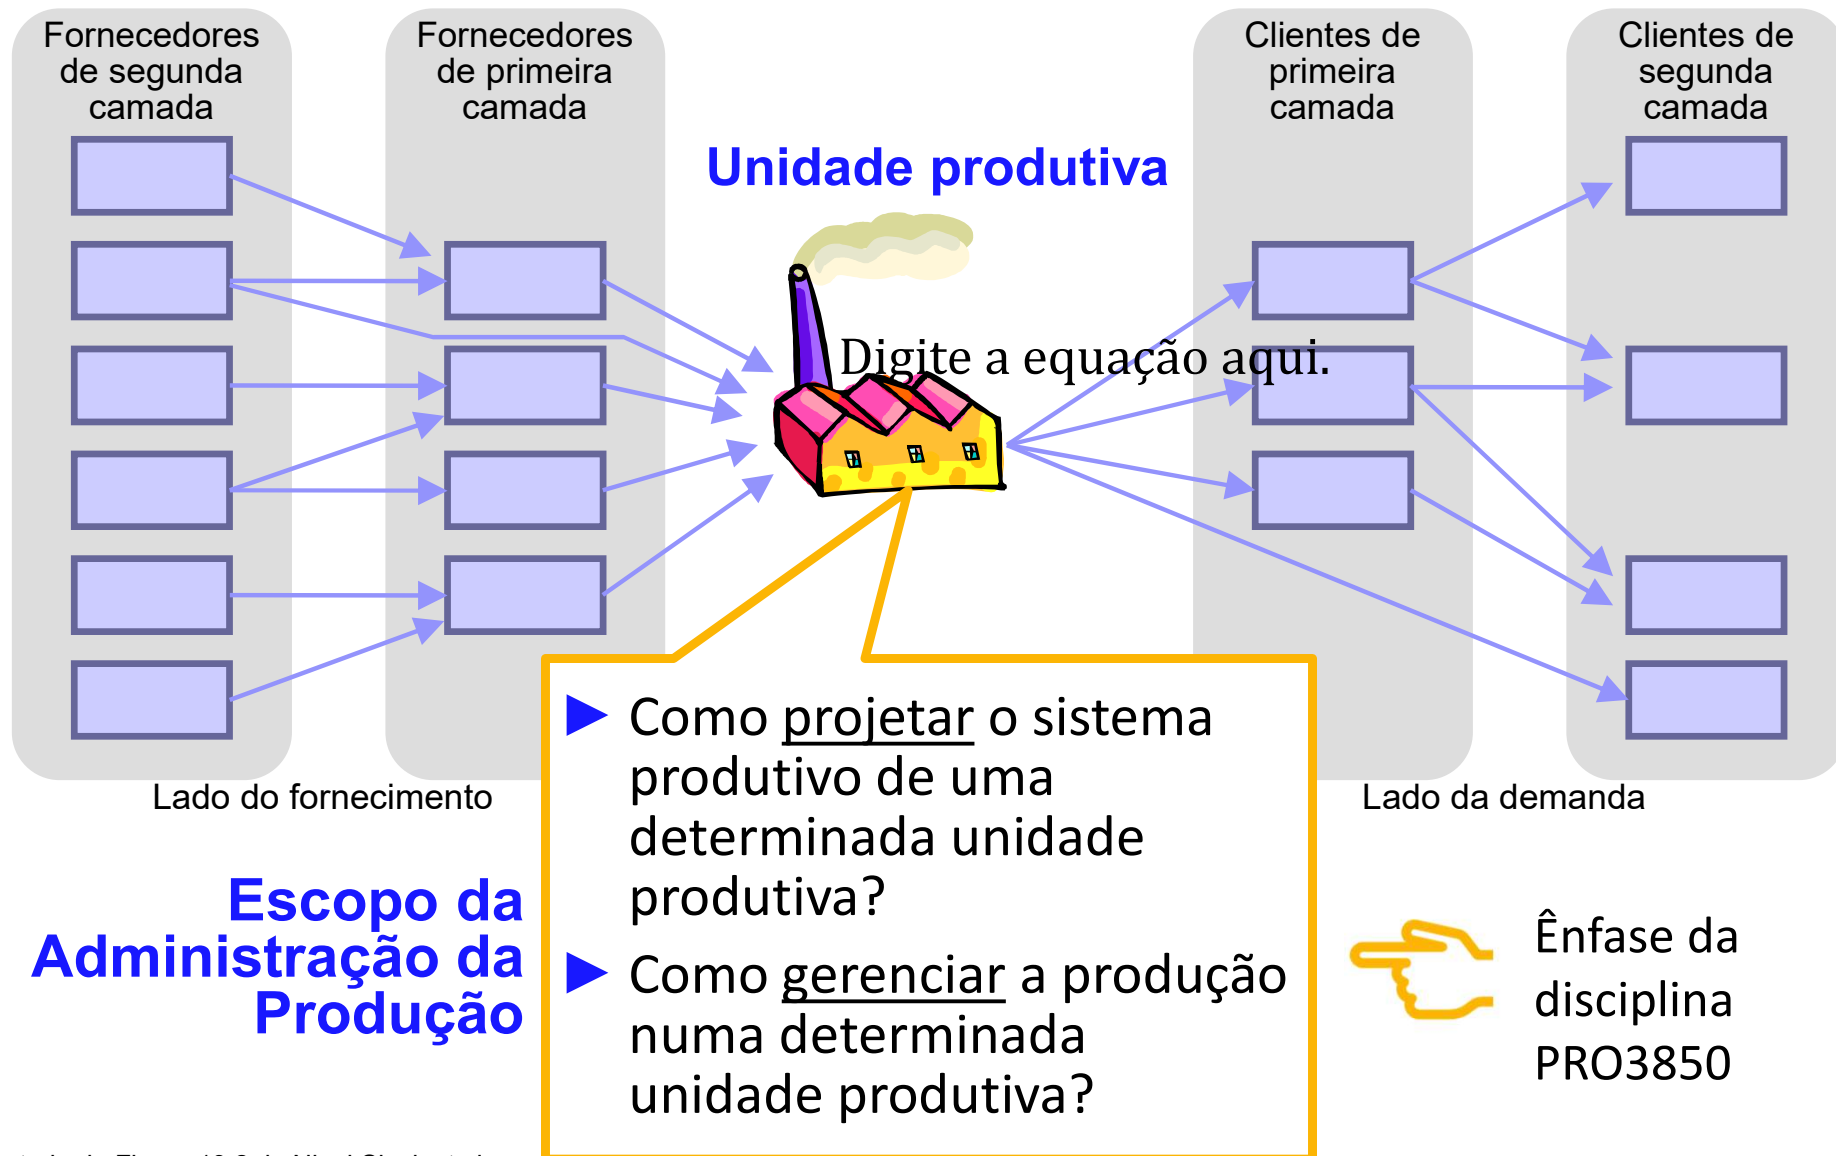 Fornecedores
de segunda
camada
Fornecedores
de primeira
camada
Clientes de
primeira
camada
Clientes de
segunda
camada
Unidade produtiva
Digite a equação aqui.
Lado do fornecimento
Lado da demanda
Escopo da
Administração da
Produção
Como projetar o sistema
produtivo de uma
determinada unidade
produtiva?
Como gerenciar a produção
numa determinada
unidade produtiva?
Ênfase da
disciplina
PRO3850